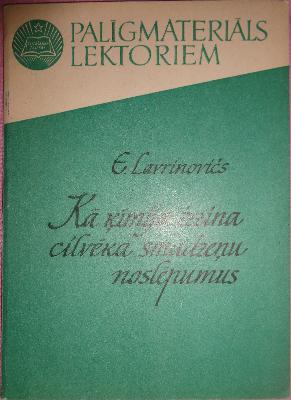 PALĪGMATERIĀLS
LEKTORIEM
E. Lavrinovičs
Kā ķīmija izzina
cilvēka smadzeņu
noslēpumus